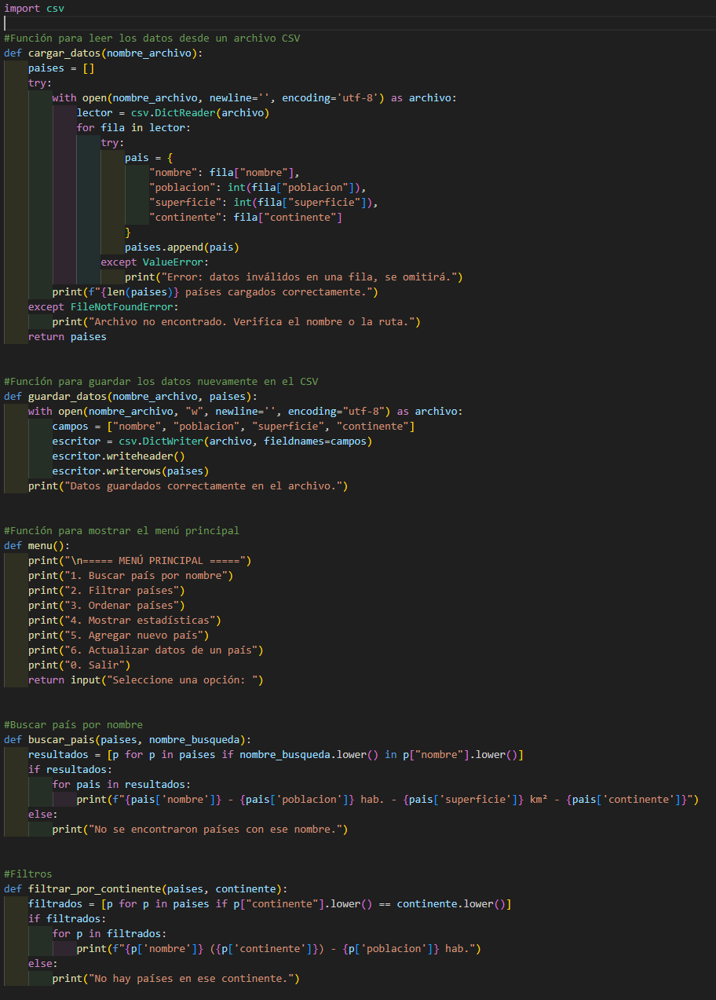 import csv
#Función para leer los datos desde un archivo CSV
def cargar_datos(nombre_archivo):
    paises = []
    try:
        with open(nombre_archivo, newline='', encoding='utf-8') as archivo:
            lector = csv.DictReader(archivo)
            for fila in lector:
                try:
                    pais = {
                        "nombre": fila["nombre"],
                        "poblacion": int(fila["poblacion"]),
                        "superficie": int(fila["superficie"]),
                        "continente": fila["continente"]
                    }
                    paises.append(pais)
                except ValueError:
                    print("Error: datos inválidos en una fila, se omitirá.")
        print(f"{len(paises)} países cargados correctamente.")
    except FileNotFoundError:
        print("Archivo no encontrado. Verifica el nombre o la ruta.")
    return paises
#Función para guardar los datos nuevamente en el CSV
def guardar_datos(nombre_archivo, paises):
    with open(nombre_archivo, "w", newline='', encoding="utf-8") as archivo:
        campos = ["nombre", "poblacion", "superficie", "continente"]
        escritor = csv.DictWriter(archivo, fieldnames=campos)
        escritor.writeheader()
        escritor.writerows(paises)
    print("Datos guardados correctamente en el archivo.")
#Función para mostrar el menú principal
def menu():
    print("\n===== MENÚ PRINCIPAL =====")
    print("1. Buscar país por nombre")
    print("2. Filtrar países")
    print("3. Ordenar países")
    print("4. Mostrar estadísticas")
    print("5. Agregar nuevo país")
    print("6. Actualizar datos de un país")
    print("0. Salir")
    return input("Seleccione una opción: ")
#Buscar país por nombre
def buscar_pais(paises, nombre_busqueda):
    resultados = [p for p in paises if nombre_busqueda.lower() in p["nombre"].lower()]
    if resultados:
        for pais in resultados:
            print(f"{pais['nombre']} - {pais['poblacion']} hab. - {pais['superficie']} km² - {pais['continente']}")
    else:
        print("No se encontraron países con ese nombre.")
#Filtros
def filtrar_por_continente(paises, continente):
    filtrados = [p for p in paises if p["continente"].lower() == continente.lower()]
    if filtrados:
        for p in filtrados:
            print(f"{p['nombre']} ({p['continente']}) - {p['poblacion']} hab.")
    else:
        print("No hay países en ese continente.")